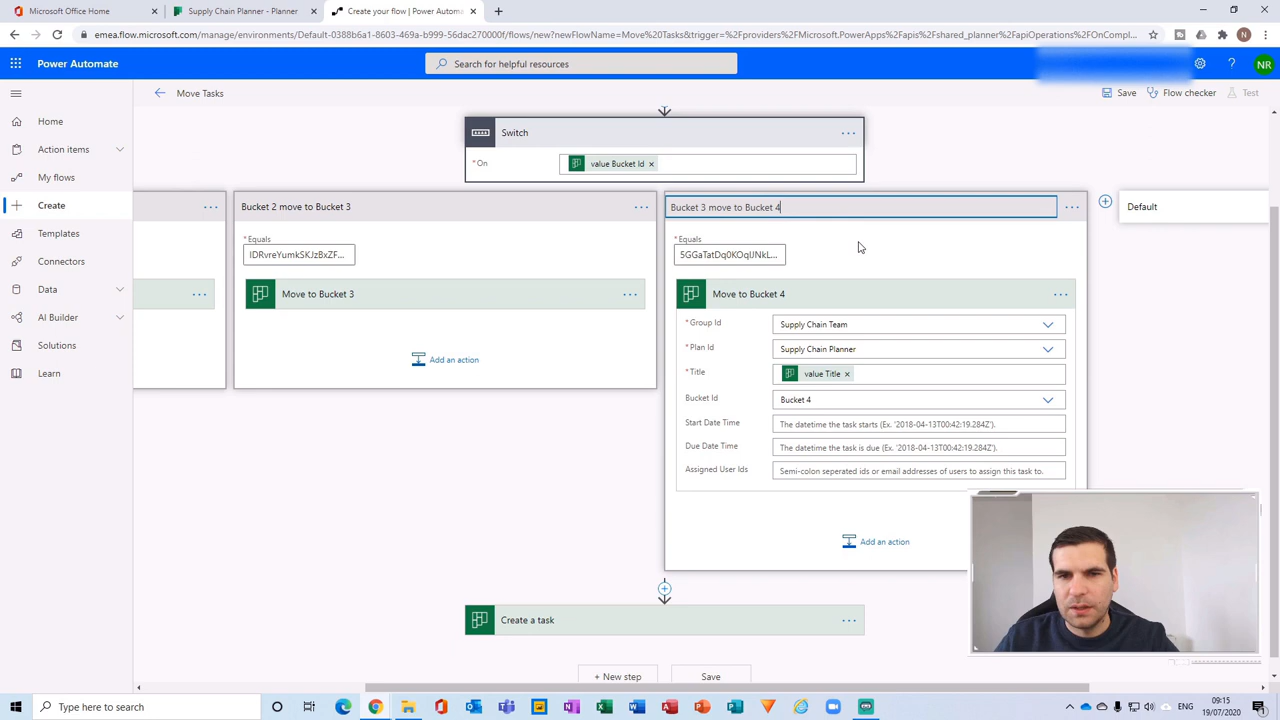 Microsoft Office Home
Supply Chain Planner - Planner
Create your flow | Power Automa
emea.flow.microsoft.com/manage/environments/Default-0388b6a1-8603-471b-a999-56dac270000f/flows/new?newFlowName=Move%20Tasks&trigger=%2Fproviders%2FMicrosoft.PowerApps%2Fapis%2Fshared_planner%2FapiOperations%2FOnCompl...
N
Power Automate
Search for helpful resources
NR
Move Tasks
Save
Flow checker
Test
Home
Action items
My flows
Create
Templates
Connectors
Data
AI Builder
Solutions
Learn
Switch
* On
value Bucket Id
Bucket 2 move to Bucket 3
Bucket 3 move to Bucket 4
Default
* Equals
IDRvreYumkSKJzBxZF...
* Equals
5GGaTatDq0KOqUNkL...
Move to Bucket 3
Add an action
Move to Bucket 4
* Group Id
Supply Chain Team
* Plan Id
Supply Chain Planner
* Title
value Title
Bucket Id
Bucket 4
Start Date Time
The datetime the task starts (Ex. '2018-04-13T00:42:19.284Z').
Due Date Time
The datetime the task is due (Ex. '2018-04-13T00:42:19.284Z').
Assigned User Ids
Semi-colon seperated ids or email addresses of users to assign this task to.
Add an action
Create a task
+ New step
Save
Type here to search
09:15
19/07/2020